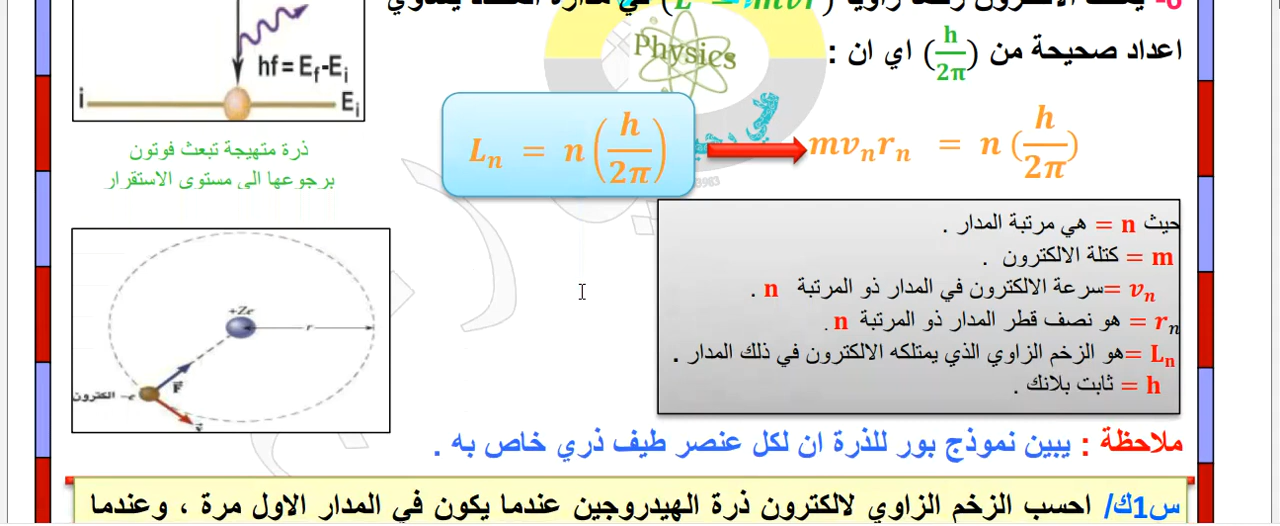 اعداد صحيحة من (h/2π) اي ان :
Physics
hf = Ef-Ei
i
Ei
Ln = n(h/2π)
mvnrn = n (h/2π)
ذرة متهيجة تبعث فوتون
برجوعها الى مستوى الاستقرار
حيث n = هي مرتبة المدار .
m = كتلة الالكترون .
vn =سرعة الالكترون في المدار ذو المرتبة n .
rn = هو نصف قطر المدار ذو المرتبة n .
Ln =هو الزخم الزاوي الذي يمتلكه الالكترون في ذلك المدار .
h = ثابت بلانك .
+Ze
r
F
-e الكترون
v
ملاحظة : يبين نموذج بور للذرة ان لكل عنصر طيف ذري خاص به .
س1ك/ احسب الزخم الزاوي لالكترون ذرة الهيدروجين عندما يكون في المدار الاول مرة ، وعندما